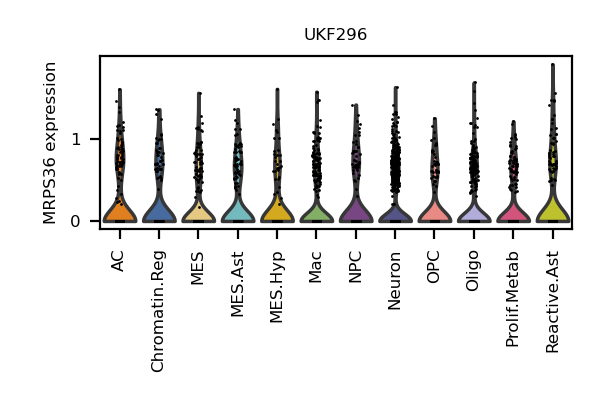 UKF296
MRPS36 expression
1
0
AC
Chromatin.Reg
MES
MES.Ast
MES.Hyp
Mac
NPC
Neuron
OPC
Oligo
Prolif.Metab
Reactive.Ast